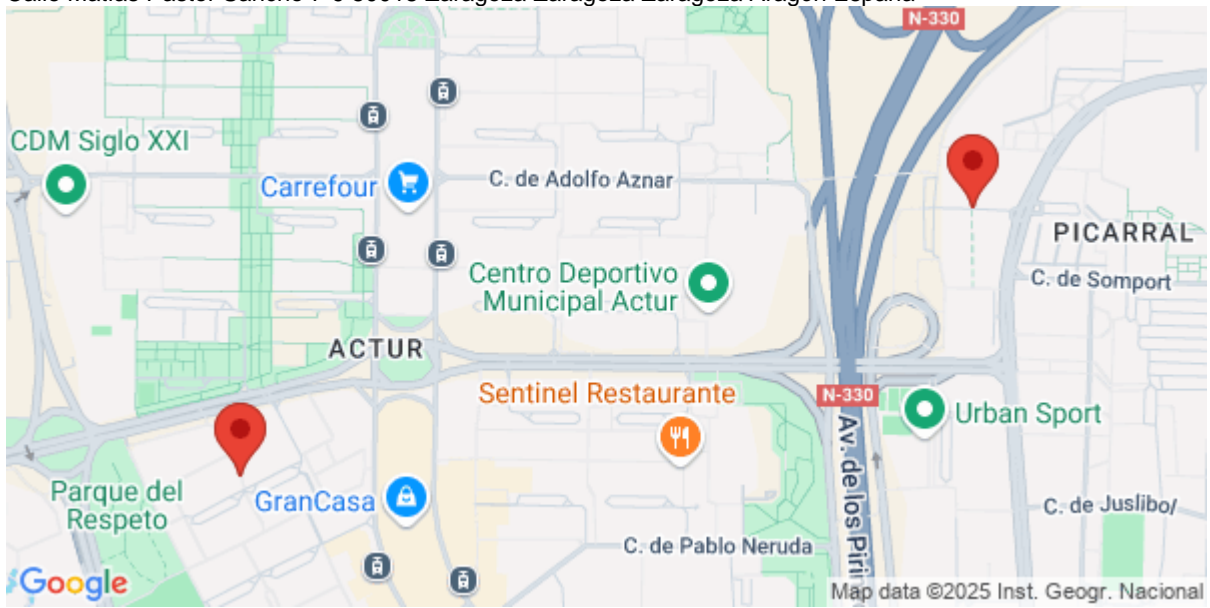 N-330
CDM Siglo XXI
Carrefour
C. de Adolfo Aznar
PICARRAL
C. de Somport
Centro Deportivo
Municipal Actur
ACTUR
Sentinel Restaurante
N-330
Urban Sport
Av. de los Pirin
Parque del
Respeto
GranCasa
C. de Juslibol
C. de Pablo Neruda
Google
Map data ©2025 Inst. Geogr. Nacional